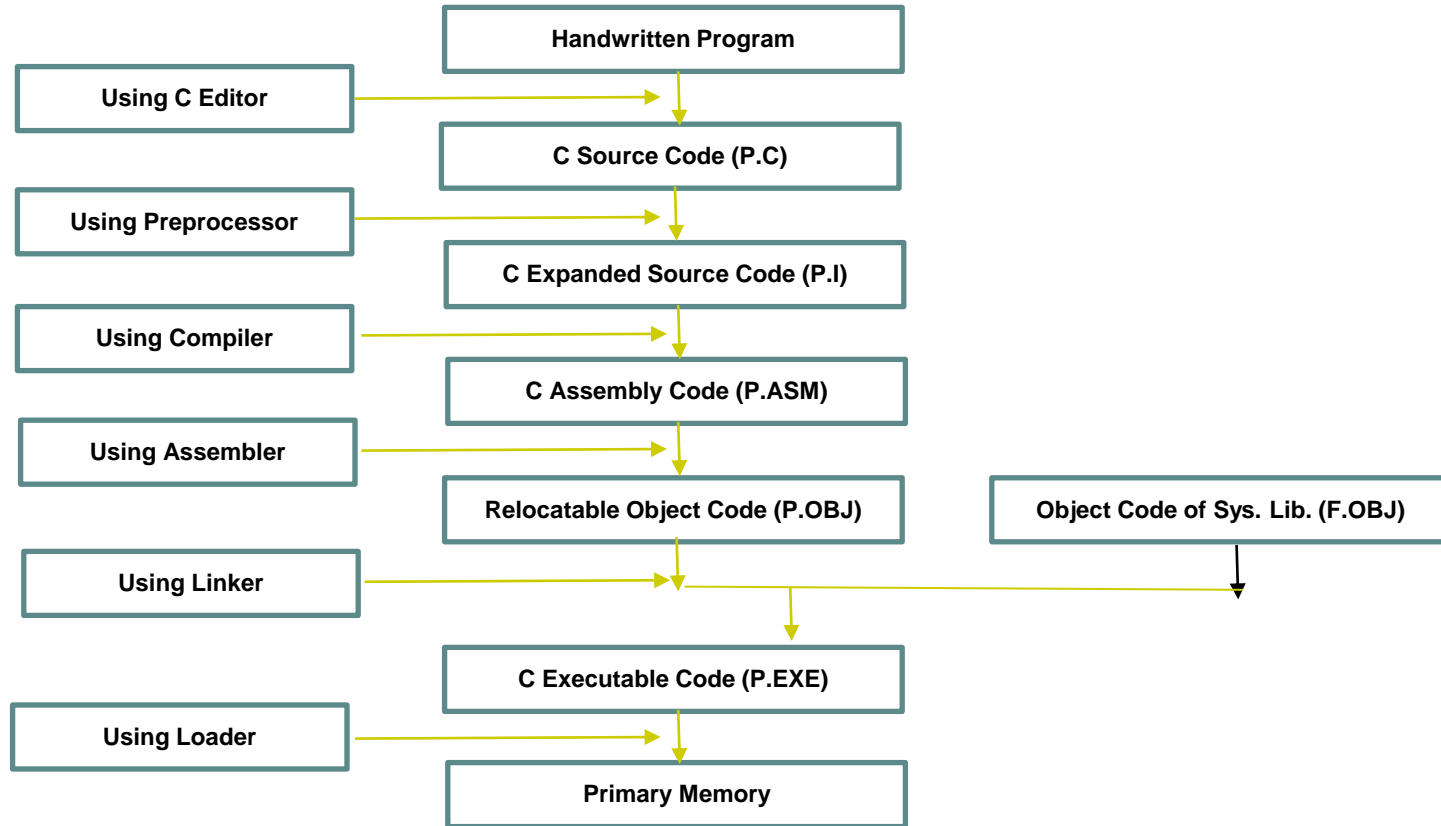 Handwritten Program
Using C Editor
C Source Code (P.C)
Using Preprocessor
C Expanded Source Code (P.I)
Using Compiler
C Assembly Code (P.ASM)
Using Assembler
Relocatable Object Code (P.OBJ)
Object Code of Sys. Lib. (F.OBJ)
Using Linker
C Executable Code (P.EXE)
Using Loader
Primary Memory